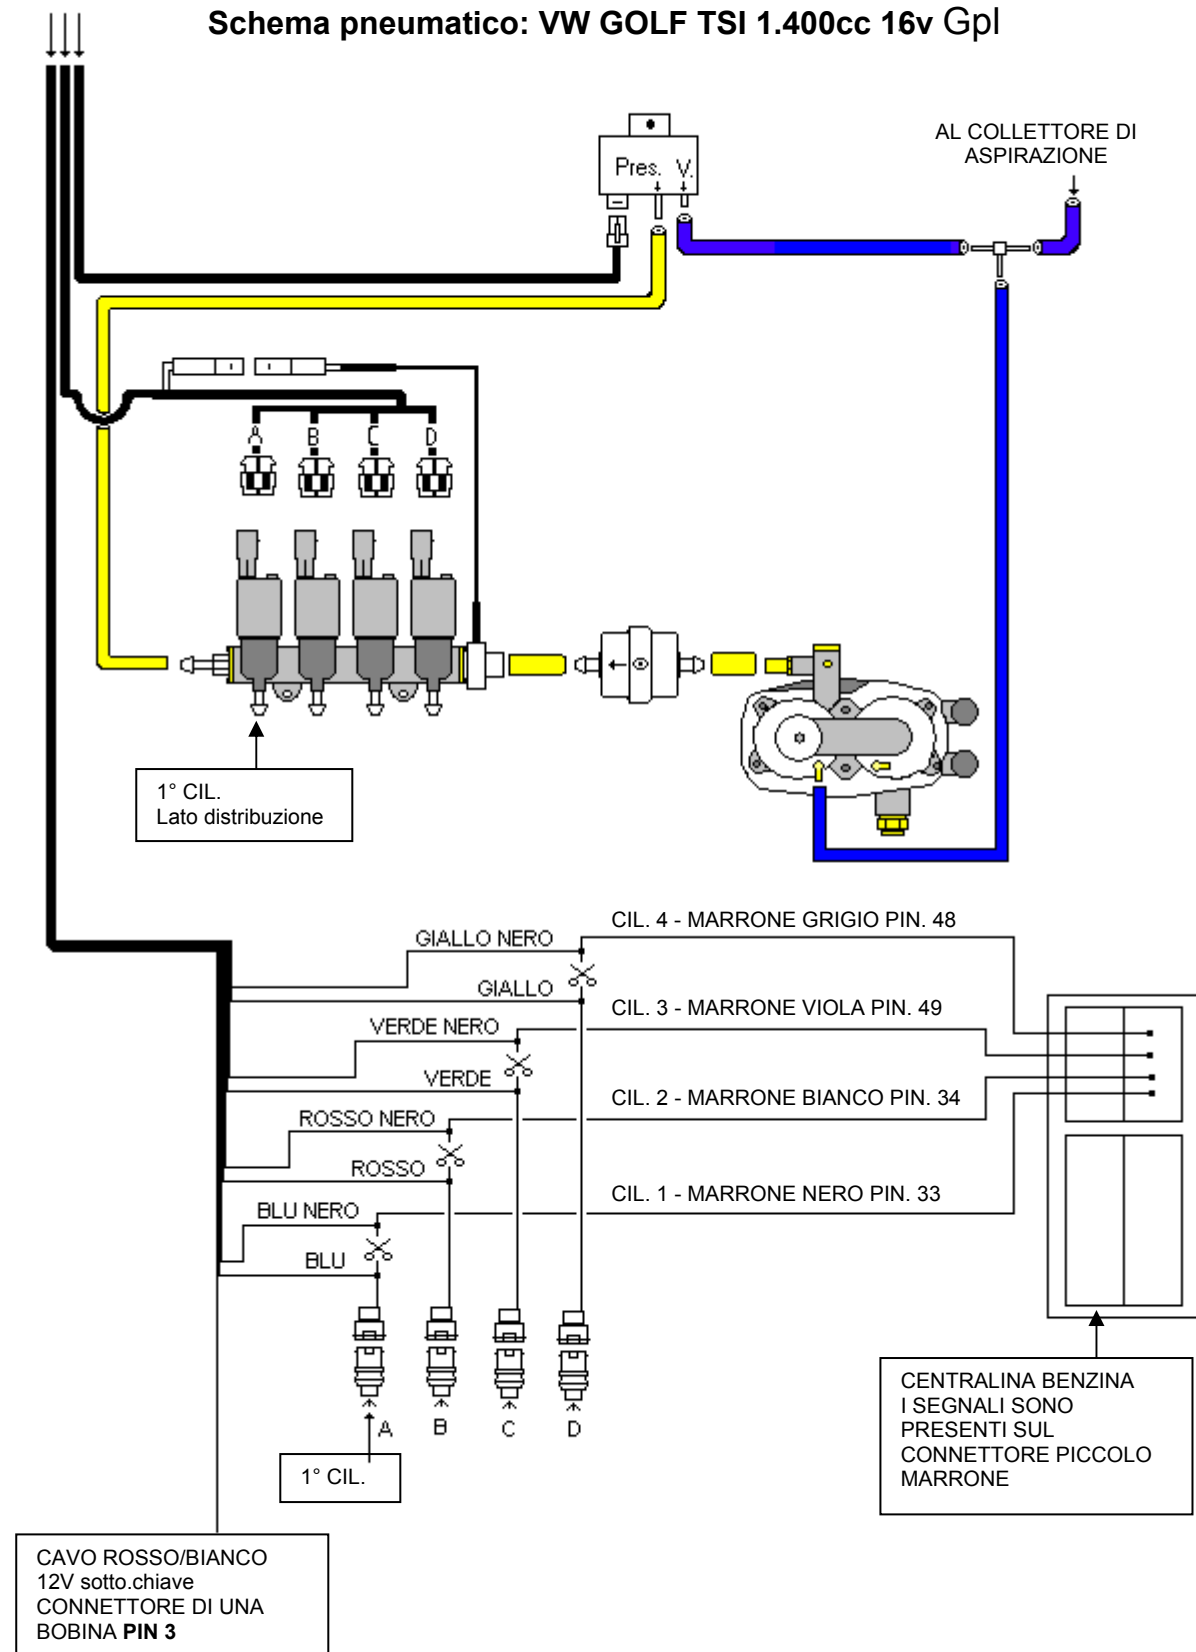 Schema pneumatico: VW GOLF TSI 1.400cc 16v Gpl
AL COLLETTORE DI
ASPIRAZIONE
Pres. V.
A B C D
1° CIL.
Lato distribuzione
GIALLO NERO
CIL. 4 - MARRONE GRIGIO PIN. 48
GIALLO
CIL. 3 - MARRONE VIOLA PIN. 49
VERDE NERO
VERDE
CIL. 2 - MARRONE BIANCO PIN. 34
ROSSO NERO
ROSSO
CIL. 1 - MARRONE NERO PIN. 33
BLU NERO
BLU
A B C D
1° CIL.
CENTRALINA BENZINA
I SEGNALI SONO
PRESENTI SUL
CONNETTORE PICCOLO
MARRONE
CAVO ROSSO/BIANCO
12V sotto.chiave
CONNETTORE DI UNA
BOBINA PIN 3